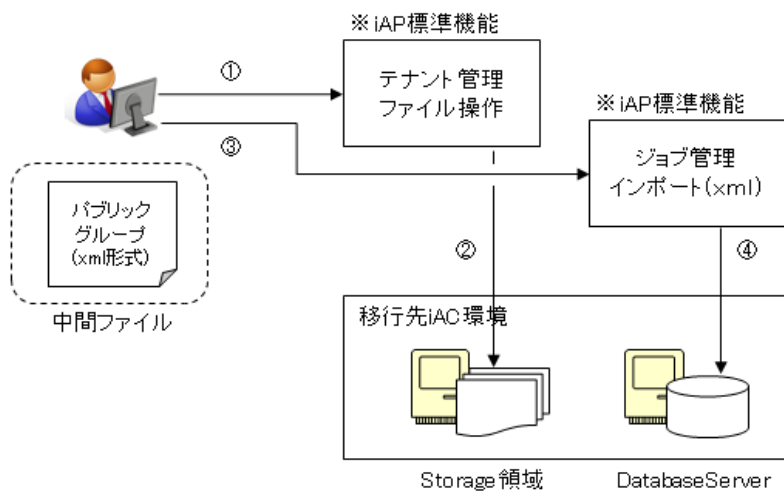 ※iAP標準機能
①
テナント管理
ファイル操作
※iAP標準機能
③
ジョブ管理
インポート(xml)
パブリック
グループ
(xml形式)
②
④
中間ファイル
移行先iAC環境
Storage領域
DatabaseServer